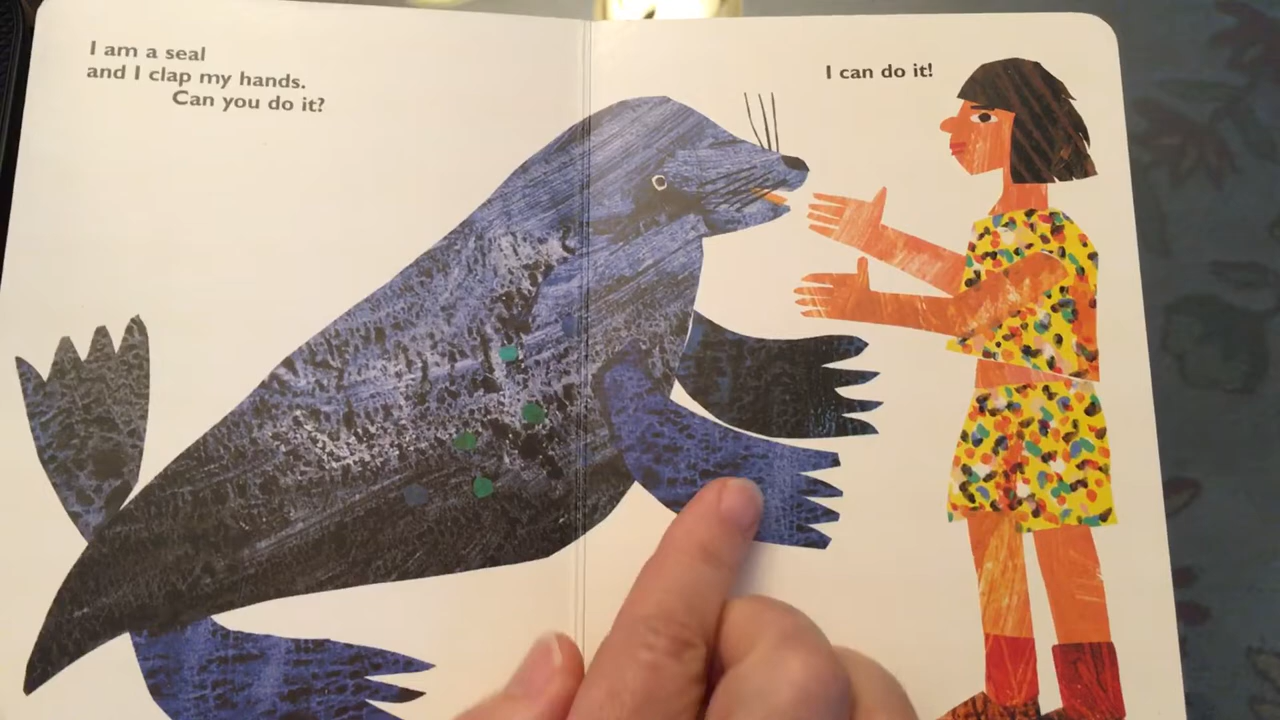 I am a seal
and I clap my hands.
Can you do it?
I can do it!